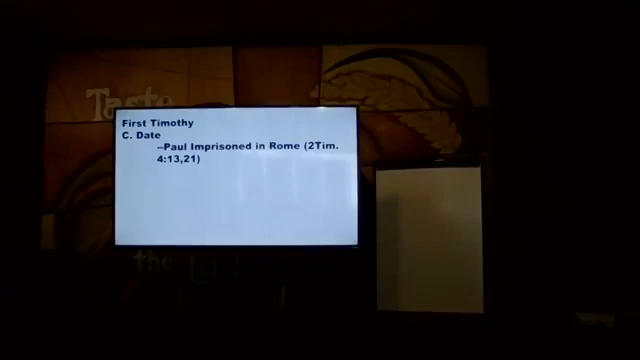 Taste
First Timothy
C. Date
--Paul Imprisoned in Rome (2Tim.
4:13,21)
the